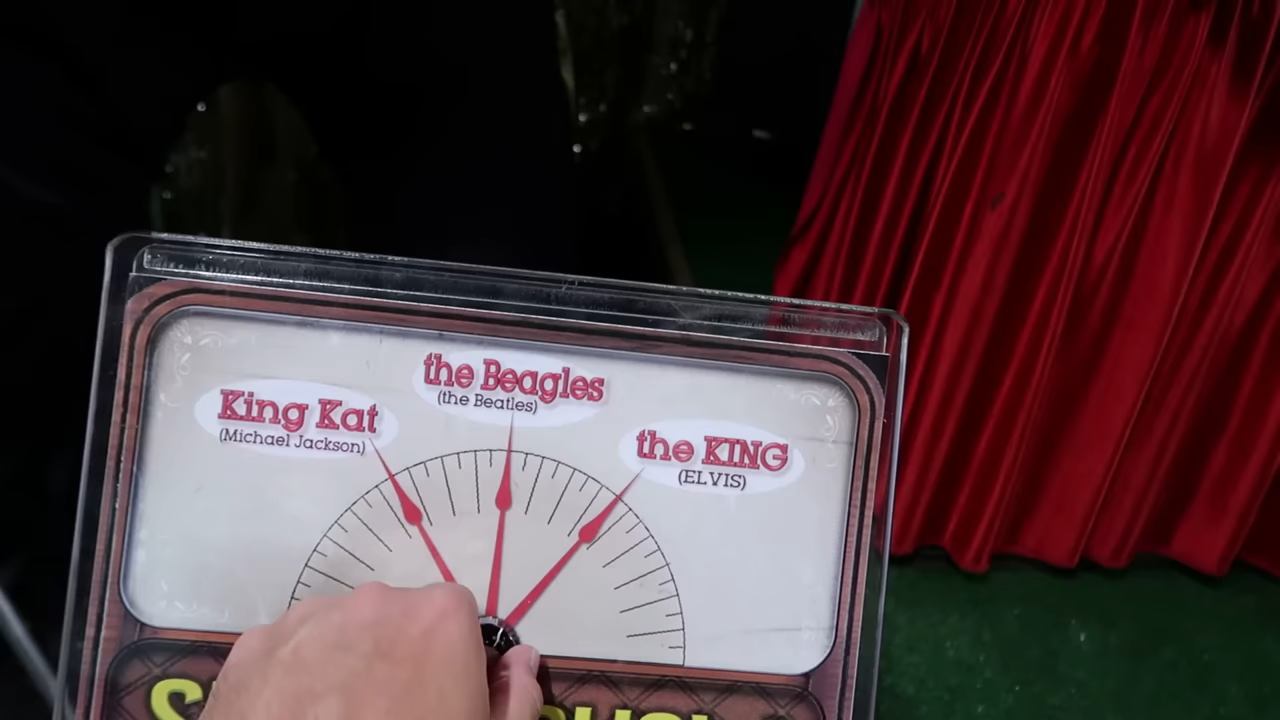 the Beagles
(the Beatles)
King Kat
(Michael Jackson)
the KING
(ELVIS)